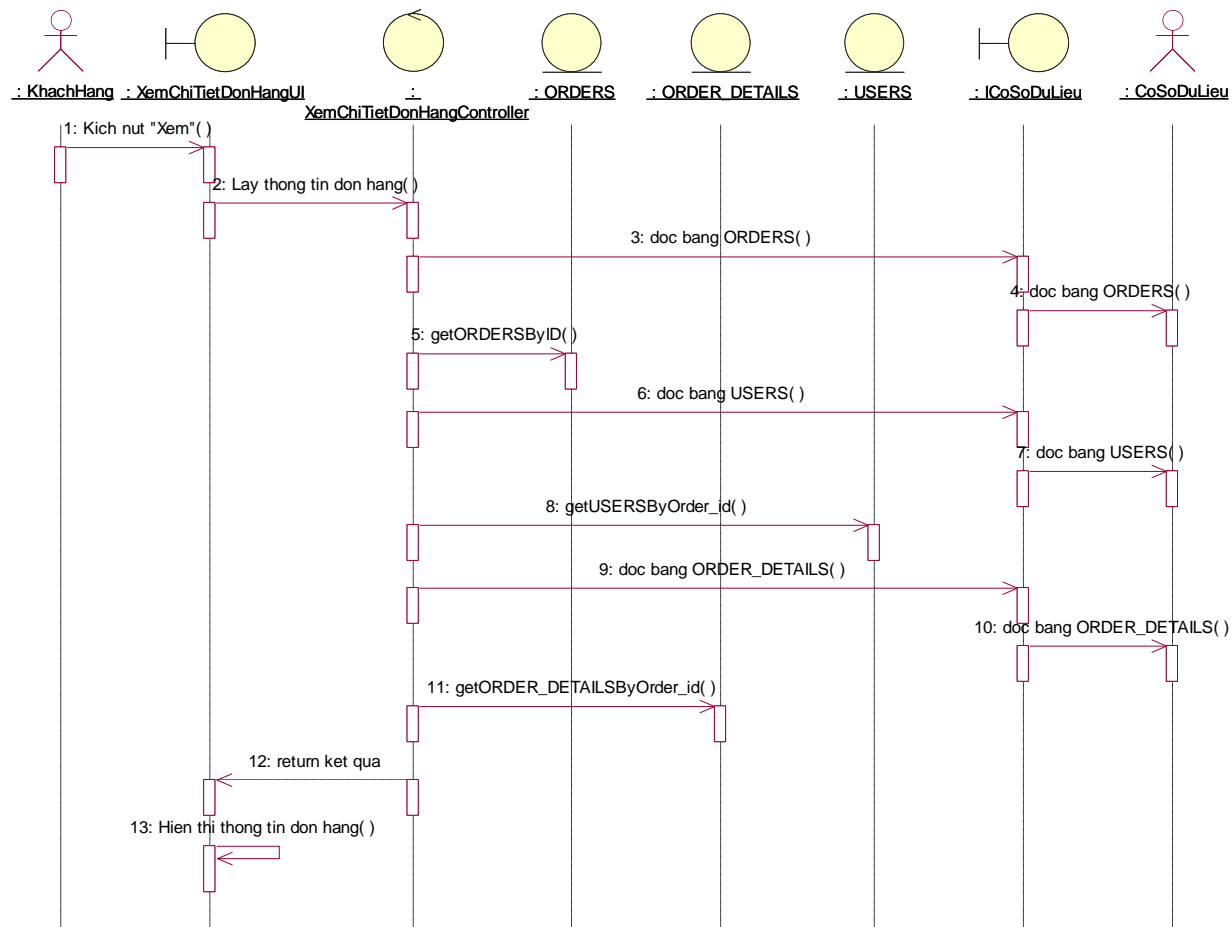 : KhachHang
: XemChiTietDonHangUI
:
XemChiTietDonHangController
: ORDERS
: ORDER_DETAILS
: USERS
: ICoSoDuLieu
: CoSoDuLieu
1: Kich nut "Xem"( )
2: Lay thong tin don hang( )
3: doc bang ORDERS( )
4: doc bang ORDERS( )
5: getORDERSByID( )
6: doc bang USERS( )
7: doc bang USERS( )
8: getUSERSByOrder_id( )
9: doc bang ORDER_DETAILS( )
10: doc bang ORDER_DETAILS( )
11: getORDER_DETAILSByOrder_id( )
12: return ket qua
13: Hien thi thong tin don hang( )